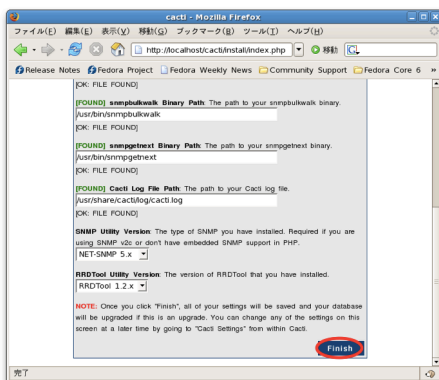 cacti - Mozilla Firefox
ファイル(F) 編集(E) 表示(V) 移動(G) ブックマーク(B) ツール(T) ヘルプ(H)
http://localhost/cacti/install/index.php 移動
Release Notes Fedora Project Fedora Weekly News Community Support Fedora Core 6 »
[OK: FILE FOUND]
[FOUND] snmpbulkwalk Binary Path: The path to your snmpbulkwalk binary.
/usr/bin/snmpbulkwalk
[OK: FILE FOUND]
[FOUND] snmpgetnext Binary Path: The path to your snmpgetnext binary.
/usr/bin/snmpgetnext
[OK: FILE FOUND]
[FOUND] Cacti Log File Path: The path to your Cacti log file.
/usr/share/cacti/log/cacti.log
[OK: FILE FOUND]
SNMP Utility Version: The type of SNMP you have installed. Required if you are
using SNMP v2c or don't have embedded SNMP support in PHP.
NET-SNMP 5.x
RRDTool Utility Version: The version of RRDTool that you have installed.
RRDTool 1.2.x
NOTE: Once you click "Finish", all of your settings will be saved and your database
will be upgraded if this is an upgrade. You can change any of the settings on this
screen at a later time by going to "Cacti Settings" from within Cacti.
Finish
完了